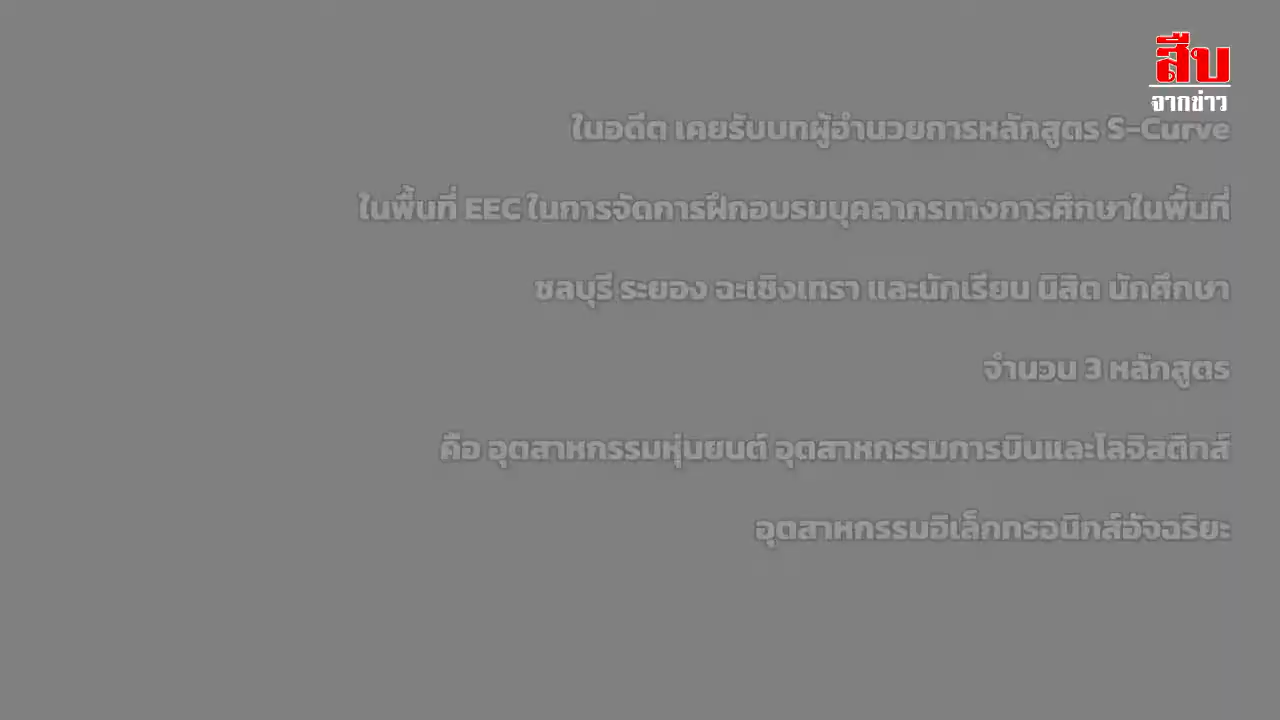 สืบ
จากข่าว
ในอดีต เคยรับบทผู้อำนวยการหลักสูตร S-Curve
ในพื้นที่ EEC ในการจัดการฝึกอบรมบุคลากรทางการศึกษาในพื้นที่
ชลบุรี ระยอง ฉะเชิงเทรา และนักเรียน นิสิต นักศึกษา
จำนวน 3 หลักสูตร
คือ อุตสาหกรรมหุ่นยนต์ อุตสาหกรรมการบินและโลจิสติกส์
อุตสาหกรรมอิเล็กทรอนิกส์อัจฉริยะ